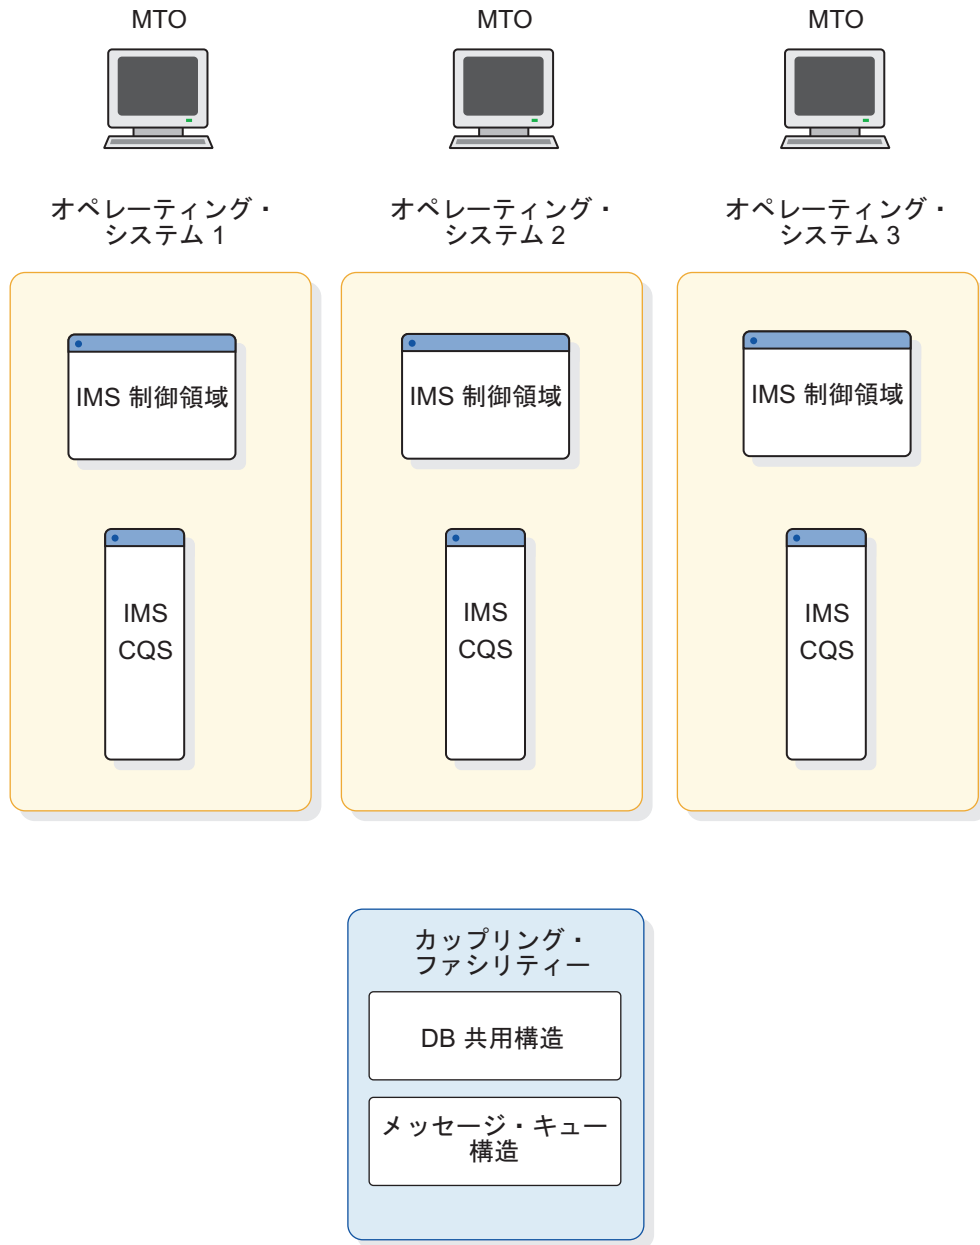 MTO
MTO
MTO
オペレーティング・
システム 1
オペレーティング・
システム 2
オペレーティング・
システム 3
IMS 制御領域
IMS 制御領域
IMS 制御領域
IMS
CQS
IMS
CQS
IMS
CQS
カップリング・
ファシリティー
DB 共用構造
メッセージ・キュー
構造